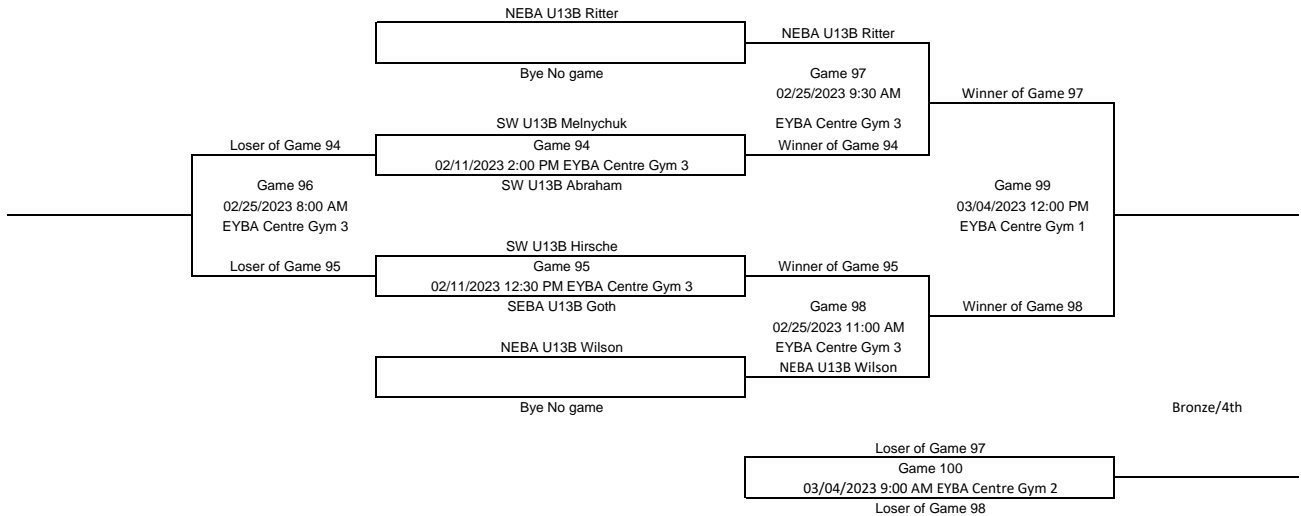 NEBA U13B Ritter
NEBA U13B Ritter
Bye No game
Game 97
02/25/2023 9:30 AM
Winner of Game 97
SW U13B Melnychuk
EYBA Centre Gym 3
Loser of Game 94
Game 94
Winner of Game 94
02/11/2023 2:00 PM EYBA Centre Gym 3
Game 96
SW U13B Abraham
Game 99
02/25/2023 8:00 AM
03/04/2023 12:00 PM
EYBA Centre Gym 3
EYBA Centre Gym 1
SW U13B Hirsche
Loser of Game 95
Game 95
Winner of Game 95
02/11/2023 12:30 PM EYBA Centre Gym 3
SEBA U13B Goth
Game 98
Winner of Game 98
02/25/2023 11:00 AM
NEBA U13B Wilson
EYBA Centre Gym 3
NEBA U13B Wilson
Bye No game
Bronze/4th
Loser of Game 97
Game 100
03/04/2023 9:00 AM EYBA Centre Gym 2
Loser of Game 98